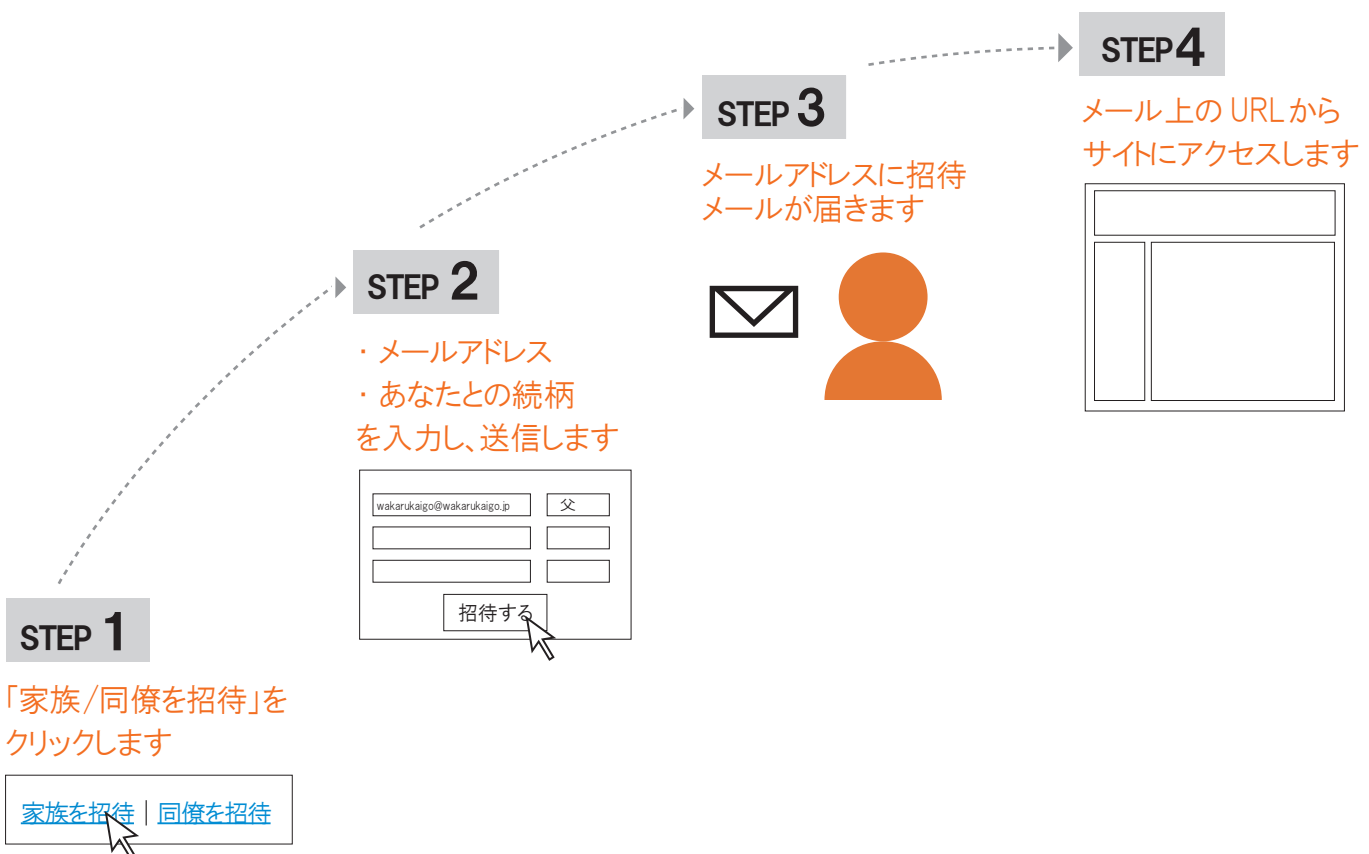 STEP 1
「家族/同僚を招待」を
クリックします
家族を招待 | 同僚を招待
STEP 2
・メールアドレス
・あなたとの続柄
を入力し、送信します
wakarukaigo@wakarukaigo.jp 父
招待する
STEP 3
メールアドレスに招待
メールが届きます
STEP 4
メール上の URL から
サイトにアクセスします